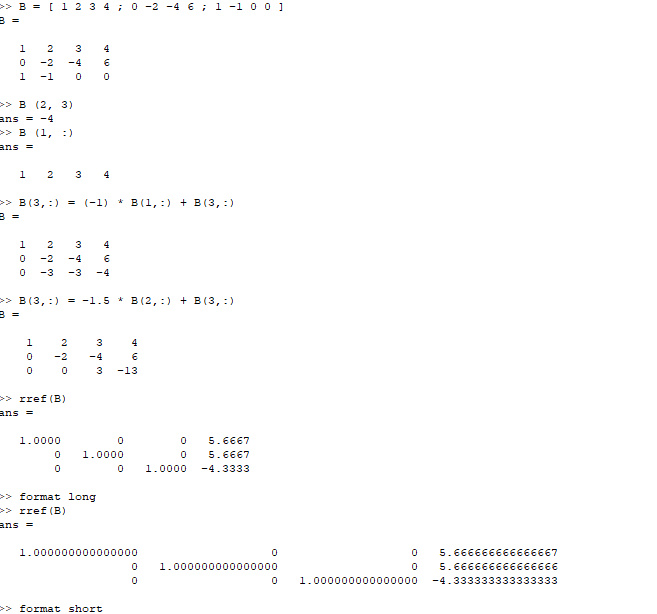 >> B = [ 1 2 3 4 ; 0 -2 -4 6 ; 1 -1 0 0 ]
B =
1 2 3 4
0 -2 -4 6
1 -1 0 0
>> B (2, 3)
ans = -4
>> B (1, :)
ans =
1 2 3 4
>> B(3,:) = (-1) * B(1,:) + B(3,:)
B =
1 2 3 4
0 -2 -4 6
0 -3 -3 -4
>> B(3,:) = -1.5 * B(2,:) + B(3,:)
B =
1 2 3 4
0 -2 -4 6
0 0 3 -13
>> rref(B)
ans =
1.0000 0 0 5.6667
0 1.0000 0 5.6667
0 0 1.0000 -4.3333
>> format long
>> rref(B)
ans =
1.000000000000000 0 0 5.666666666666667
0 1.000000000000000 0 5.666666666666666
0 0 1.000000000000000 -4.333333333333333
>> format short